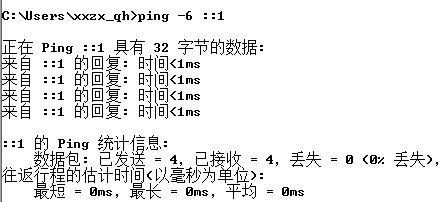 C:\Users\xxzx_qh>ping -6 ::1
正在 Ping ::1 具有 32 字节的数据:
来自 ::1 的回复: 时间<1ms
来自 ::1 的回复: 时间<1ms
来自 ::1 的回复: 时间<1ms
来自 ::1 的回复: 时间<1ms
::1 的 Ping 统计信息:
数据包: 已发送 = 4, 已接收 = 4, 丢失 = 0 (0% 丢失),
往返行程的估计时间(以毫秒为单位):
最短 = 0ms, 最长 = 0ms, 平均 = 0ms